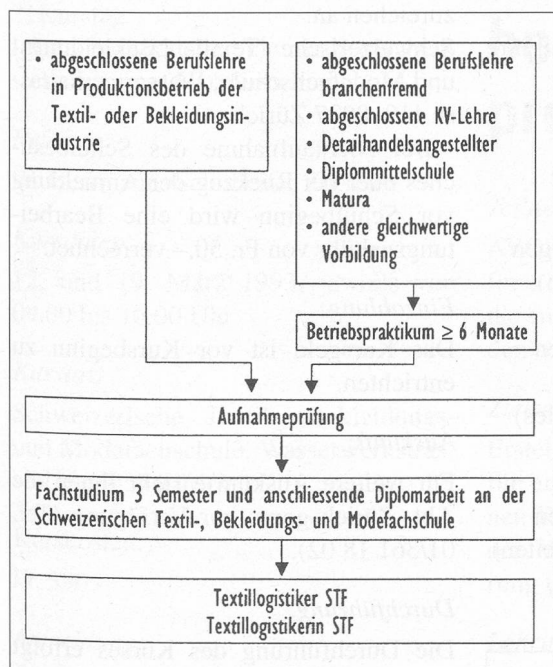 • abgeschlossene Berufslehre
in Produktionsbetrieb der
Textil- oder Bekleidungsin-
dustrie
• abgeschlossene Berufslehre
branchenfremd
• abgeschlossene KV-Lehre
• Detailhandelsangestellter
• Diplommittelschule
• Matura
• andere gleichwertige
Vorbildung
Betriebspraktikum ≥ 6 Monate
Aufnahmeprüfung
Fachstudium 3 Semester und anschliessende Diplomarbeit an der
Schweizerischen Textil-, Bekleidungs- und Modefachschule
Textillogistiker STF
Textillogistikerin STF